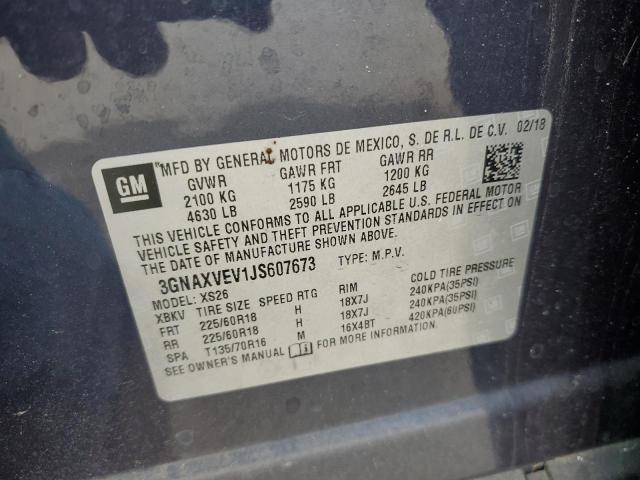 GM
MFD BY GENERAL MOTORS DE MEXICO, S. DE R.L. DE C.V. 02/18
GVWR GAWR FRT GAWR RR
2100 KG 1175 KG 1200 KG
4630 LB 2590 LB 2645 LB
THIS VEHICLE CONFORMS TO ALL APPLICABLE U.S. FEDERAL MOTOR
VEHICLE SAFETY AND THEFT PREVENTION STANDARDS IN EFFECT ON
THE DATE OF MANUFACTURE SHOWN ABOVE.
3GNAXVEV1JS607673 TYPE: M.P.V.
MODEL: XS26
XBKV TIRE SIZE SPEED RTG RIM COLD TIRE PRESSURE
FRT 225/60R18 H 18X7J 240KPA(35PSI)
RR 225/60R18 H 18X7J 240KPA(35PSI)
SPA T135/70R16 M 16X4BT 420KPA(60PSI)
SEE OWNER'S MANUAL FOR MORE INFORMATION.